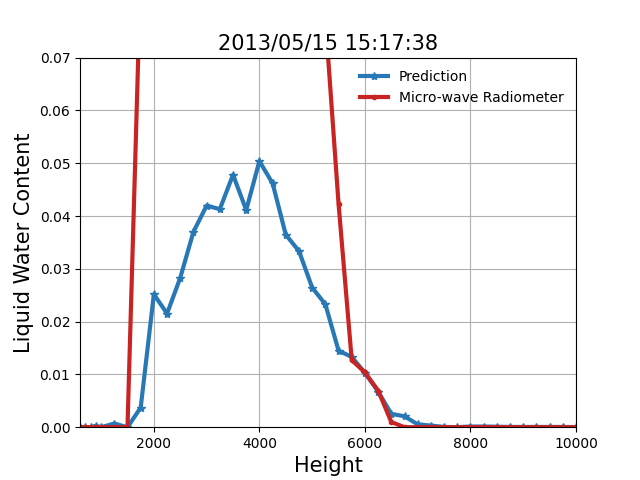 2013/05/15 15:17:38
0.07
0.06
0.05
0.04
0.03
0.02
0.01
0.00
Liquid Water Content
Prediction
Micro-wave Radiometer
2000 4000 6000 8000 10000
Height